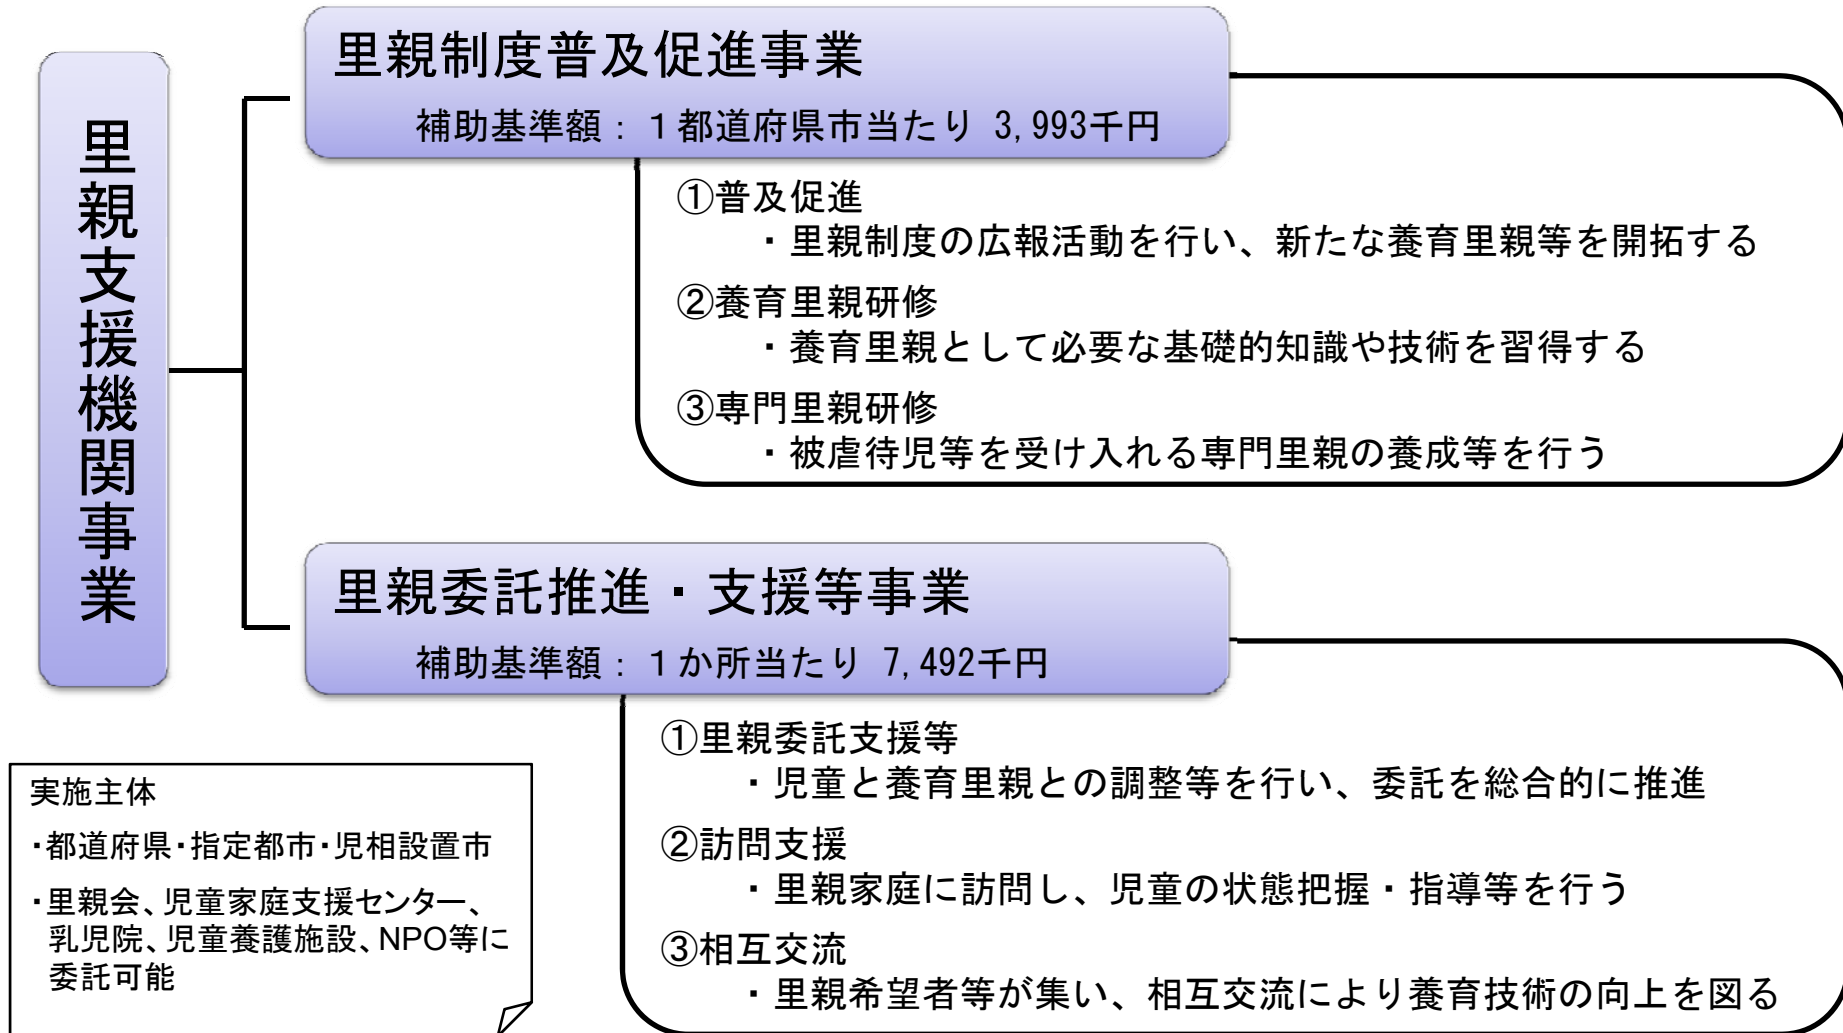 里親支援機関事業
里親制度普及促進事業
補助基準額：１都道府県市当たり 3,993千円
①普及促進
・里親制度の広報活動を行い、新たな養育里親等を開拓する
②養育里親研修
・養育里親として必要な基礎的知識や技術を習得する
③専門里親研修
・被虐待児等を受け入れる専門里親の養成等を行う
里親委託推進・支援等事業
補助基準額：１か所当たり 7,492千円
①里親委託支援等
・児童と養育里親との調整等を行い、委託を総合的に推進
②訪問支援
・里親家庭に訪問し、児童の状態把握・指導等を行う
③相互交流
・里親希望者等が集い、相互交流により養育技術の向上を図る
実施主体
・都道府県・指定都市・児相設置市
・里親会、児童家庭支援センター、
乳児院、児童養護施設、NPO等に
委託可能